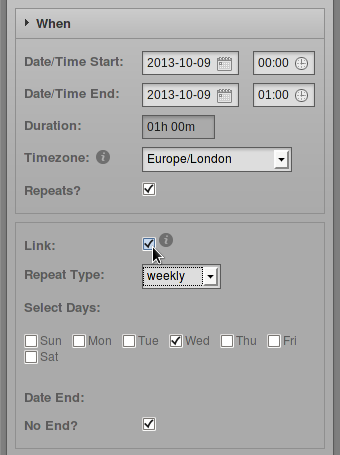 When
Date/Time Start: 2013-10-09 00:00
Date/Time End: 2013-10-09 01:00
Duration: 01h 00m
Timezone: Europe/London
Repeats?
Link:
Repeat Type: weekly
Select Days:
Sun Mon Tue Wed Thu Fri
Sat
Date End:
No End?